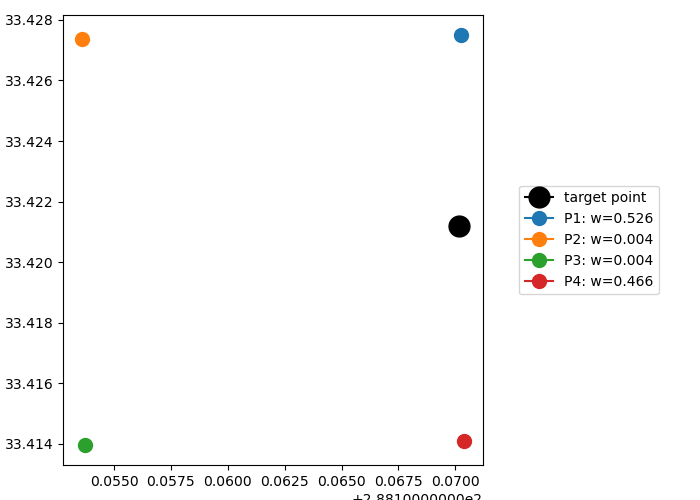 33.428
33.426
33.424
33.422
33.420
33.418
33.416
33.414
0.0550 0.0575 0.0600 0.0625 0.0650 0.0675 0.0700
+2.8810000000e2
target point
P1: w=0.526
P2: w=0.004
P3: w=0.004
P4: w=0.466